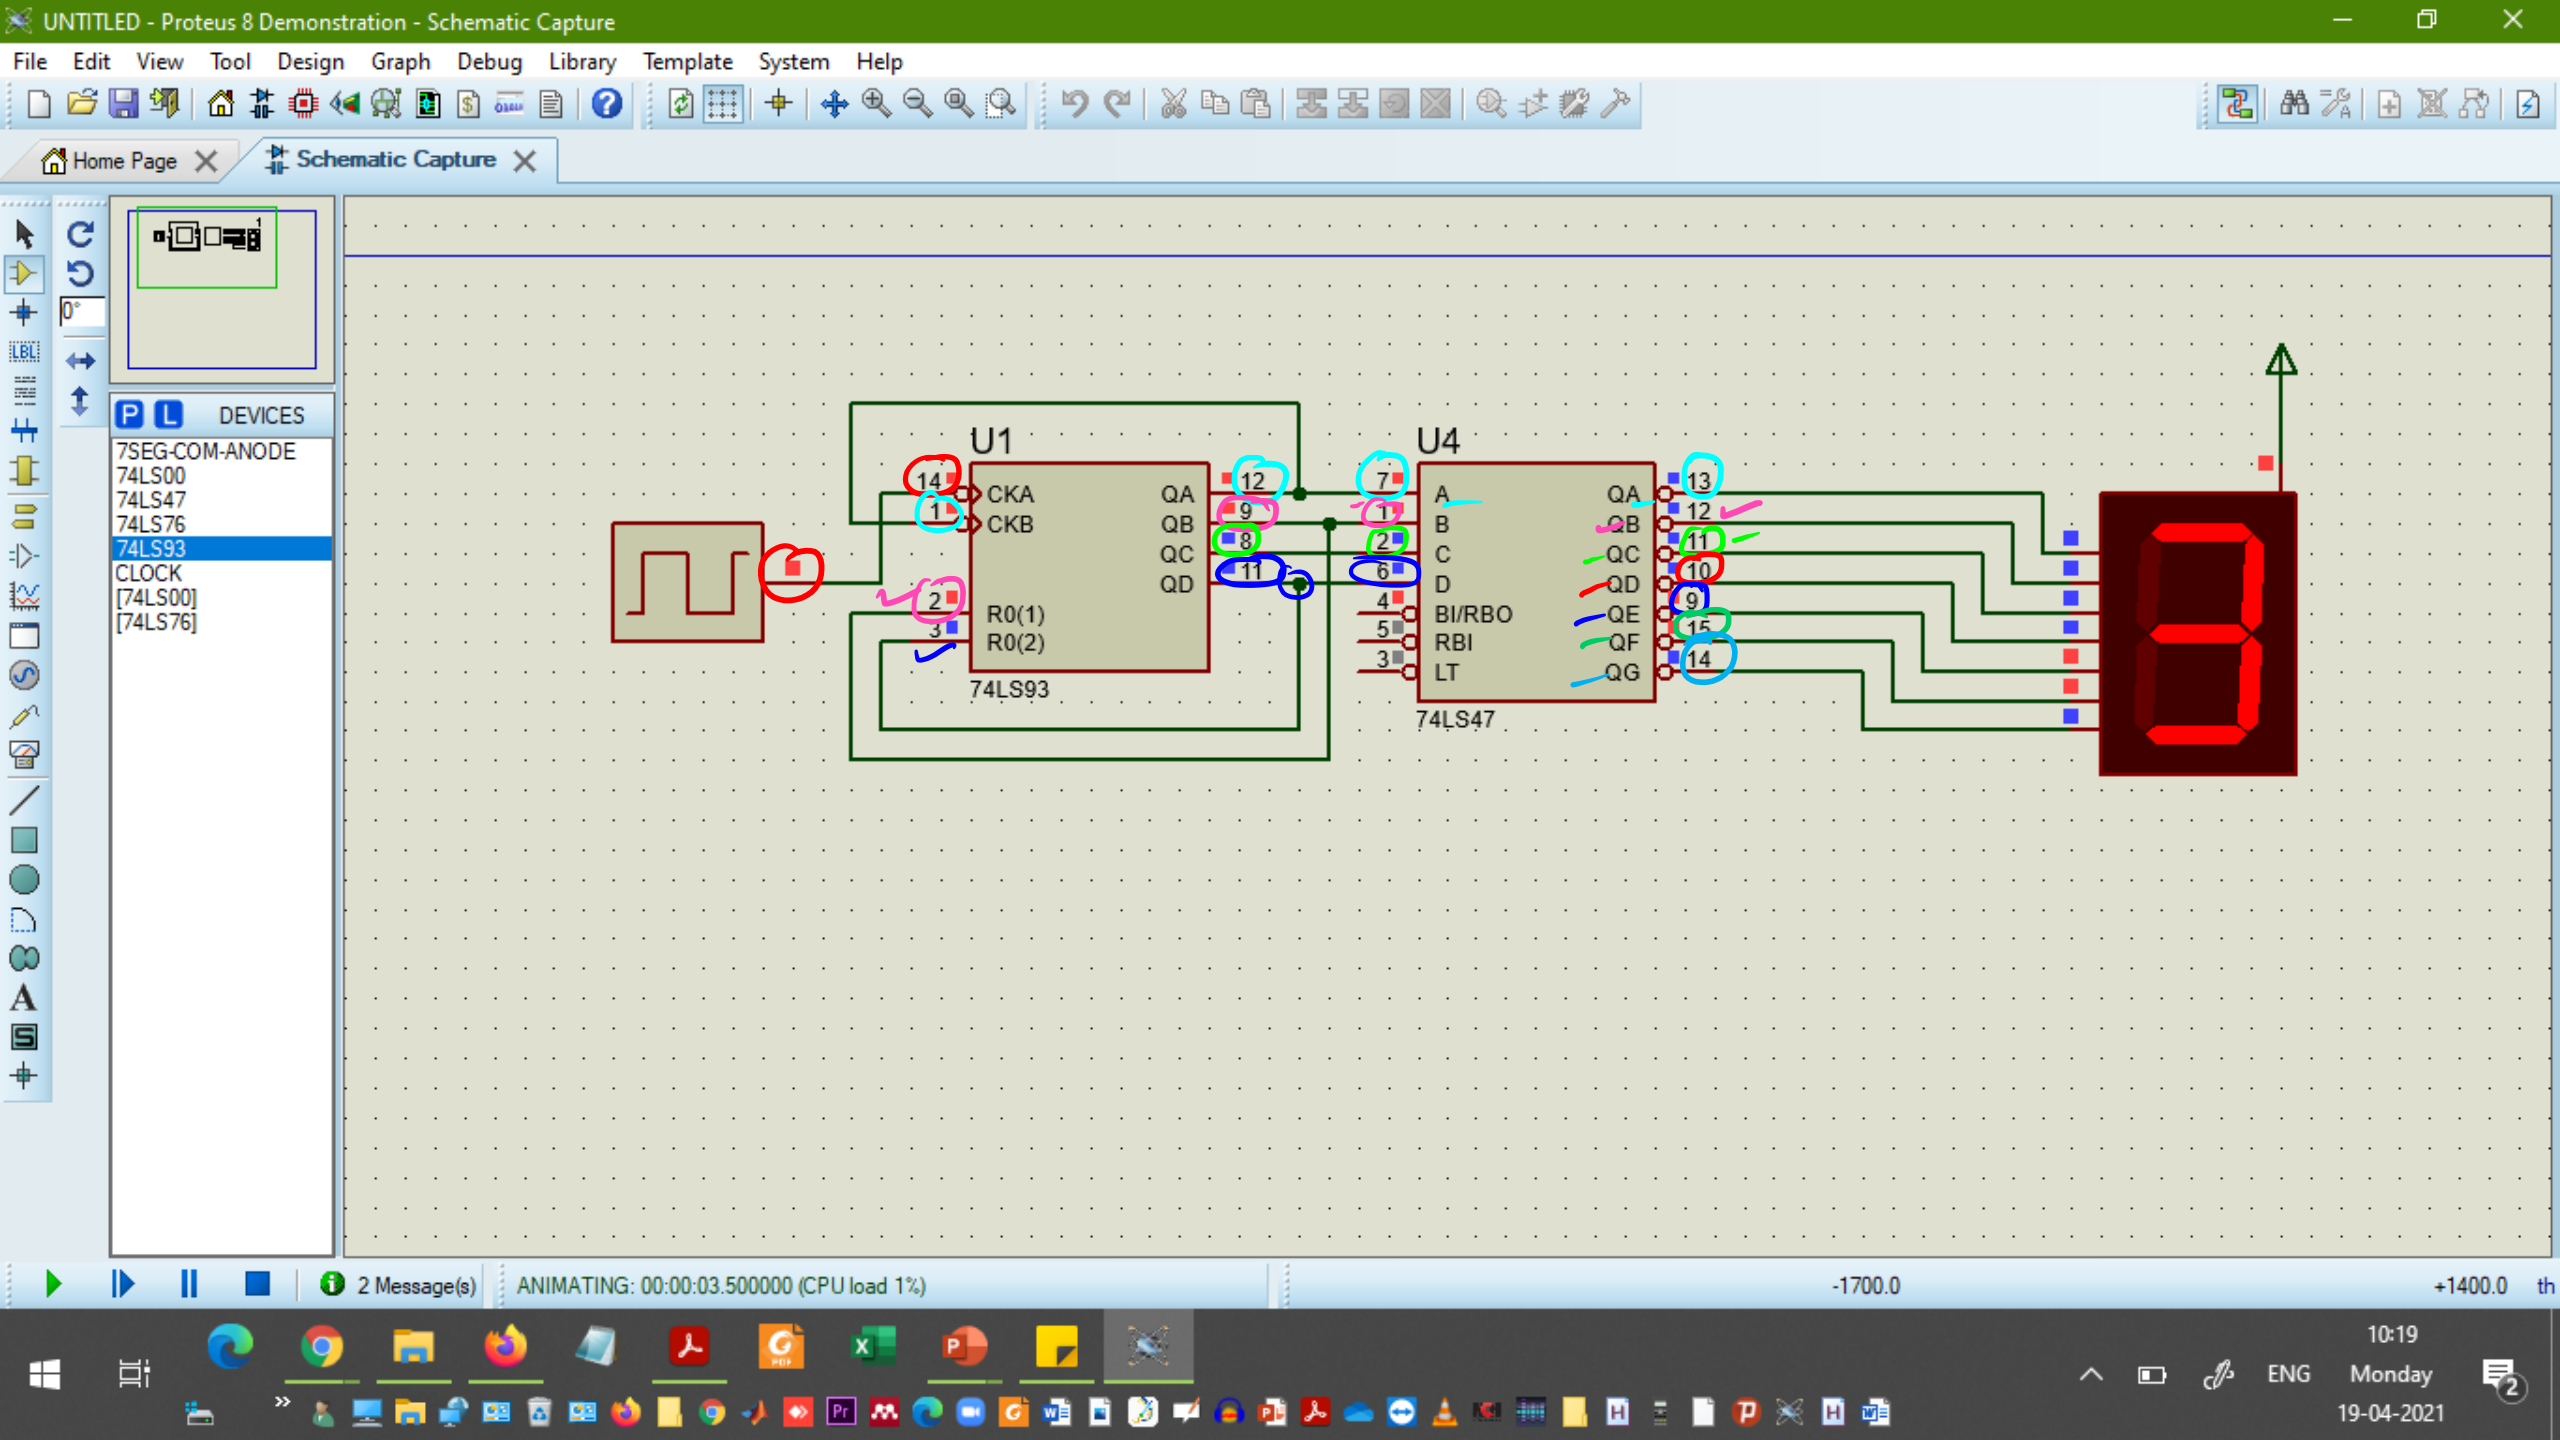 UNTITLED - Proteus 8 Demonstration - Schematic Capture
File Edit View Tool Design Graph Debug Library Template System Help
Home Page Schematic Capture
0°
LBL
P L DEVICES
7SEG-COM-ANODE
74LS00
74LS47
74LS76
74LS93
CLOCK
[74LS00]
[74LS76]
A
S
U1
14 CKA QA 12
1 CKB QB 9
QC 8
QD 11
2 R0(1)
3 R0(2)
74LS93
U4
7 A QA 13
1 B QB 12
2 C QC 11
6 D QD 10
4 BI/RBO QE 9
5 RBI QF 15
3 LT QG 14
74LS47
2 Message(s) ANIMATING: 00:00:03.500000 (CPU load 1%) -1700.0 +1400.0 th
10:19
ENG Monday 2
19-04-2021